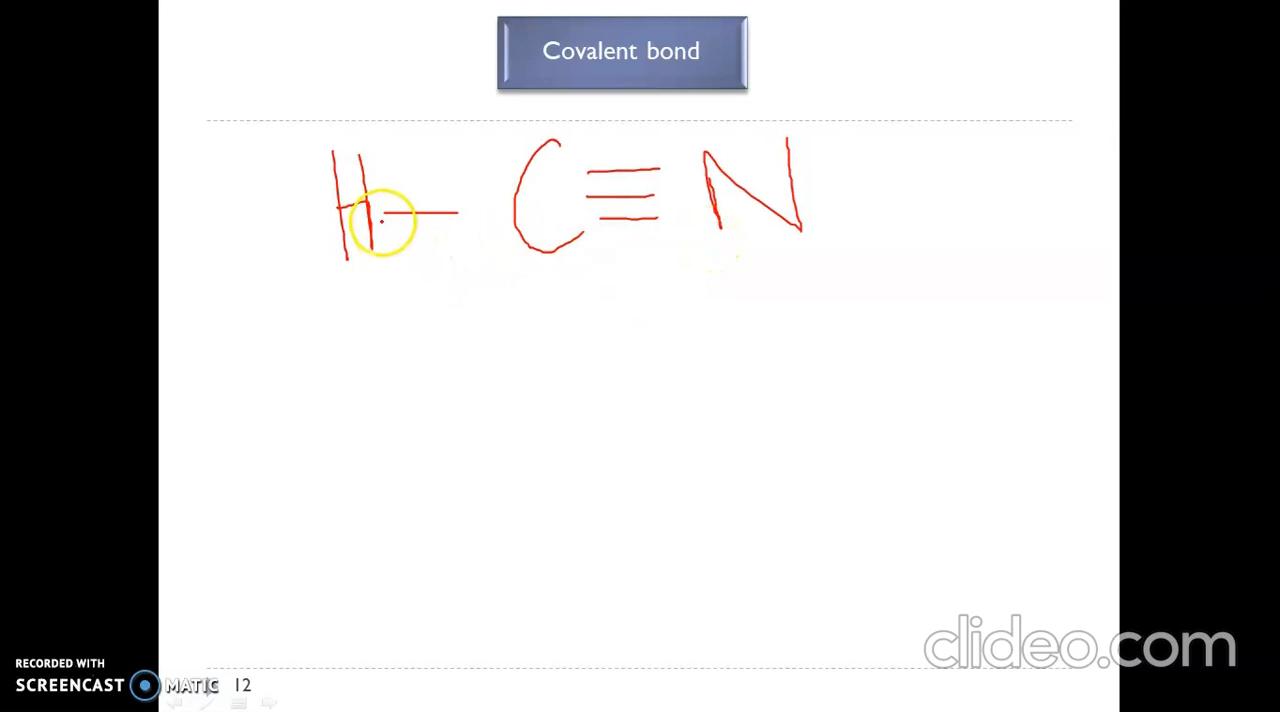 Covalent bond
H — C ≡ N
clideo.com
RECORDED WITH
SCREENCAST MATIC 12